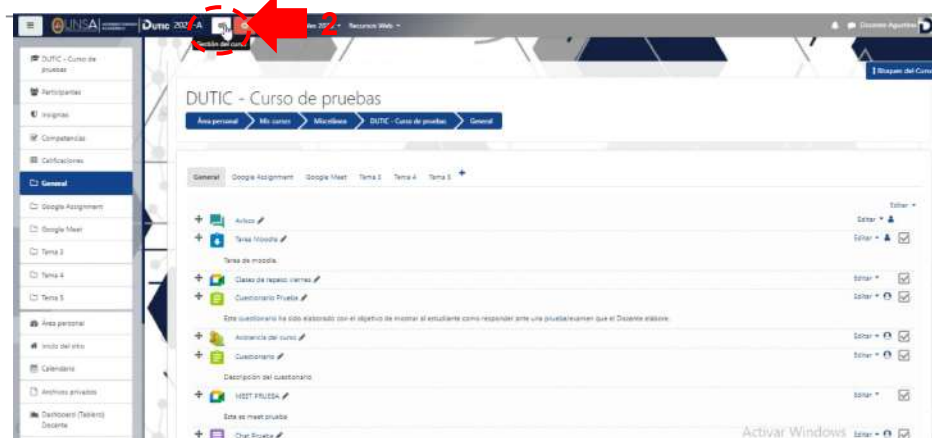 UNSA
DUTIC 202 -A
2
les 20
Recursos Web
Docente Agustino
Gestión del curso
Bloques del Curso
DUTIC - Curso de pruebas
Participantes
Insignias
Competencias
Calificaciones
General
Google Assignment
Google Meet
Tema 3
Tema 4
Tema 5
Área personal
Inicio del sitio
Calendario
Archivos privados
Dashboard (Tablero) Docente
DUTIC - Curso de pruebas
Área personal
Mis cursos
Miscelánea
DUTIC - Curso de pruebas
General
General Google Assignment Google Meet Tema 3 Tema 4 Tema 5
Editar
Avisos Editar
Tarea Moodle Editar
Tarea de moodle.
Clases de repaso viernes Editar
Cuestionario Prueba Editar
Este cuestionario ha sido elaborado con el objetivo de mostrar al estudiante como responder ante una prueba/examen que el Docente elabore.
Asistencia del curso Editar
Cuestionario Editar
Descripción del cuestionario
MEET PRUEBA Editar
Este es meet prueba
Chat Prueba Editar
Activar Windows